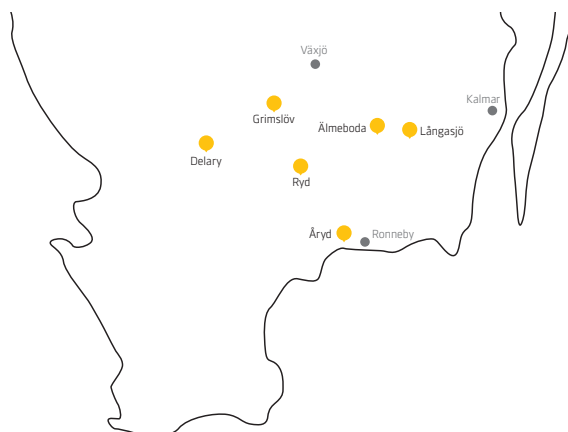 Växjö
Kalmar
Grimslöv
Älmeboda
Långasjö
Delary
Ryd
Åryd
Ronneby